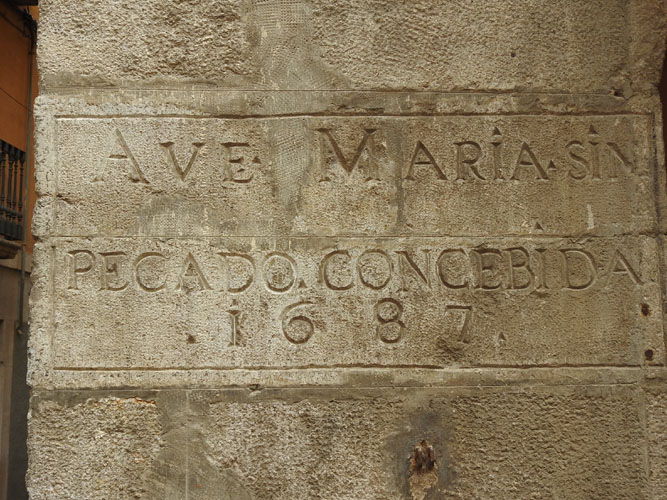 AVE MARIA SIN
PECADO CONCEBIDA
1687